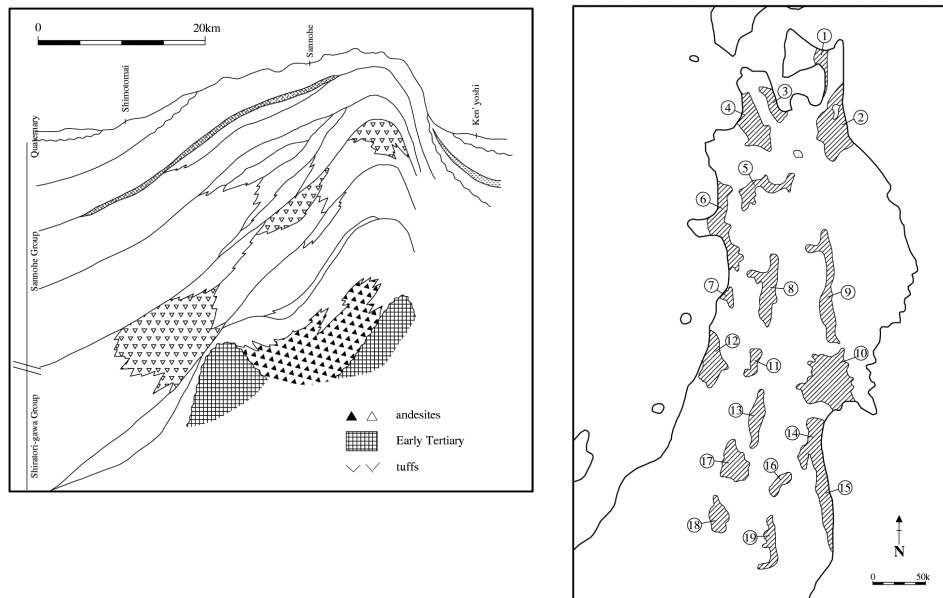 0 20km
Sannohe
Shimotomai
Ken' yoshi
Quaternary
Sannohe Group
Shiratori-gawa Group
andesites
Early Tertiary
tuffs
1
2
3
4
5
6
7
8
9
10
11
12
13
14
15
16
17
18
19
N
0 50k